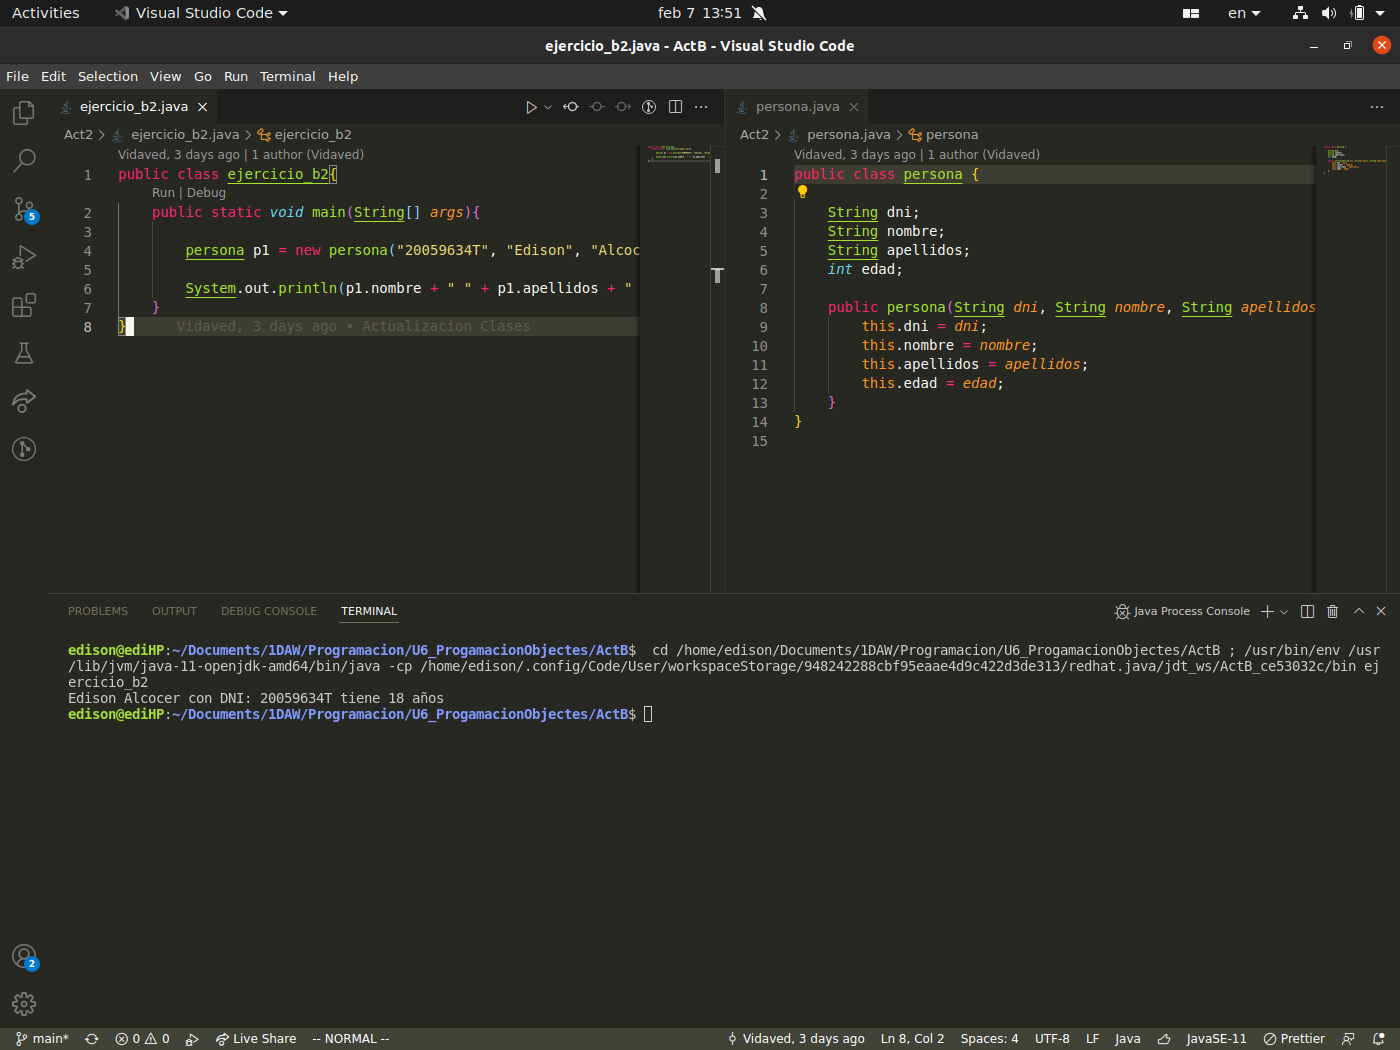 Activities
Visual Studio Code
feb 7 13:51
en
ejercicio_b2.java - ActB - Visual Studio Code
File Edit Selection View Go Run Terminal Help
ejercicio_b2.java
Act2 > ejercicio_b2.java > ejercicio_b2
Vidaved, 3 days ago | 1 author (Vidaved)
1 public class ejercicio_b2{
Run | Debug
2 public static void main(String[] args){
3
4 persona p1 = new persona("20059634T", "Edison", "Alcoc
5
6 System.out.println(p1.nombre + " " + p1.apellidos + "
7 }
8 } Vidaved, 3 days ago • Actualizacion Clases
persona.java
Act2 > persona.java > persona
Vidaved, 3 days ago | 1 author (Vidaved)
1 public class persona {
2
3 String dni;
4 String nombre;
5 String apellidos;
6 int edad;
7
8 public persona(String dni, String nombre, String apellidos
9 this.dni = dni;
10 this.nombre = nombre;
11 this.apellidos = apellidos;
12 this.edad = edad;
13 }
14 }
15
5
2
PROBLEMS OUTPUT DEBUG CONSOLE TERMINAL
Java Process Console
edison@ediHP:~/Documents/1DAW/Programacion/U6_ProgamacionObjectes/ActB$ cd /home/edison/Documents/1DAW/Programacion/U6_ProgamacionObjectes/ActB ; /usr/bin/env /usr
/lib/jvm/java-11-openjdk-amd64/bin/java -cp /home/edison/.config/Code/User/workspaceStorage/948242288cbf95eaae4d9c422d3de313/redhat.java/jdt_ws/ActB_ce53032c/bin ej
ercicio_b2
Edison Alcocer con DNI: 20059634T tiene 18 años
edison@ediHP:~/Documents/1DAW/Programacion/U6_ProgamacionObjectes/ActB$
main* 0 0 Live Share -- NORMAL -- Vidaved, 3 days ago Ln 8, Col 2 Spaces: 4 UTF-8 LF Java JavaSE-11 Prettier